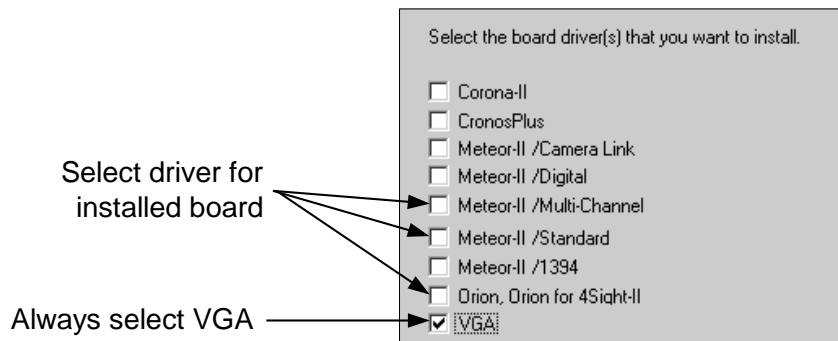 Select the board driver(s) that you want to install.
Corona-II
CronosPlus
Meteor-II /Camera Link
Meteor-II /Digital
Select driver for
installed board
Meteor-II /Multi-Channel
Meteor-II /Standard
Meteor-II /1394
Orion, Orion for 4Sight-II
Always select VGA
VGA